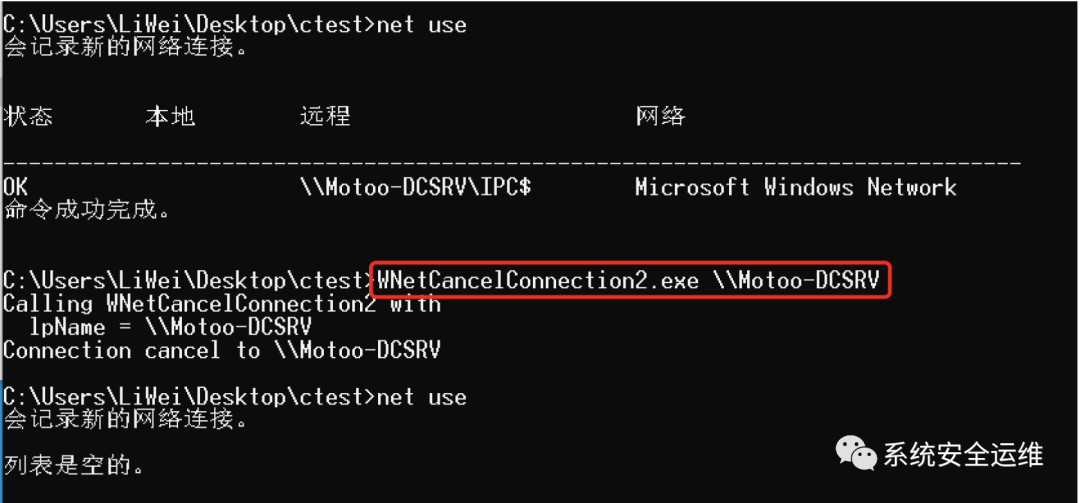 C:\Users\LiWei\Desktop\ctest>net use
会记录新的网络连接。
状态 本地 远程 网络
-------------------------------------------------------------------------------
OK \\Motoo-DCSRV\IPC$ Microsoft Windows Network
命令成功完成。
C:\Users\LiWei\Desktop\ctest>WNetCancelConnection2.exe \\Motoo-DCSRV
Calling WNetCancelConnection2 with
lpName = \\Motoo-DCSRV
Connection cancel to \\Motoo-DCSRV
C:\Users\LiWei\Desktop\ctest>net use
会记录新的网络连接。
列表是空的。
系统安全运维